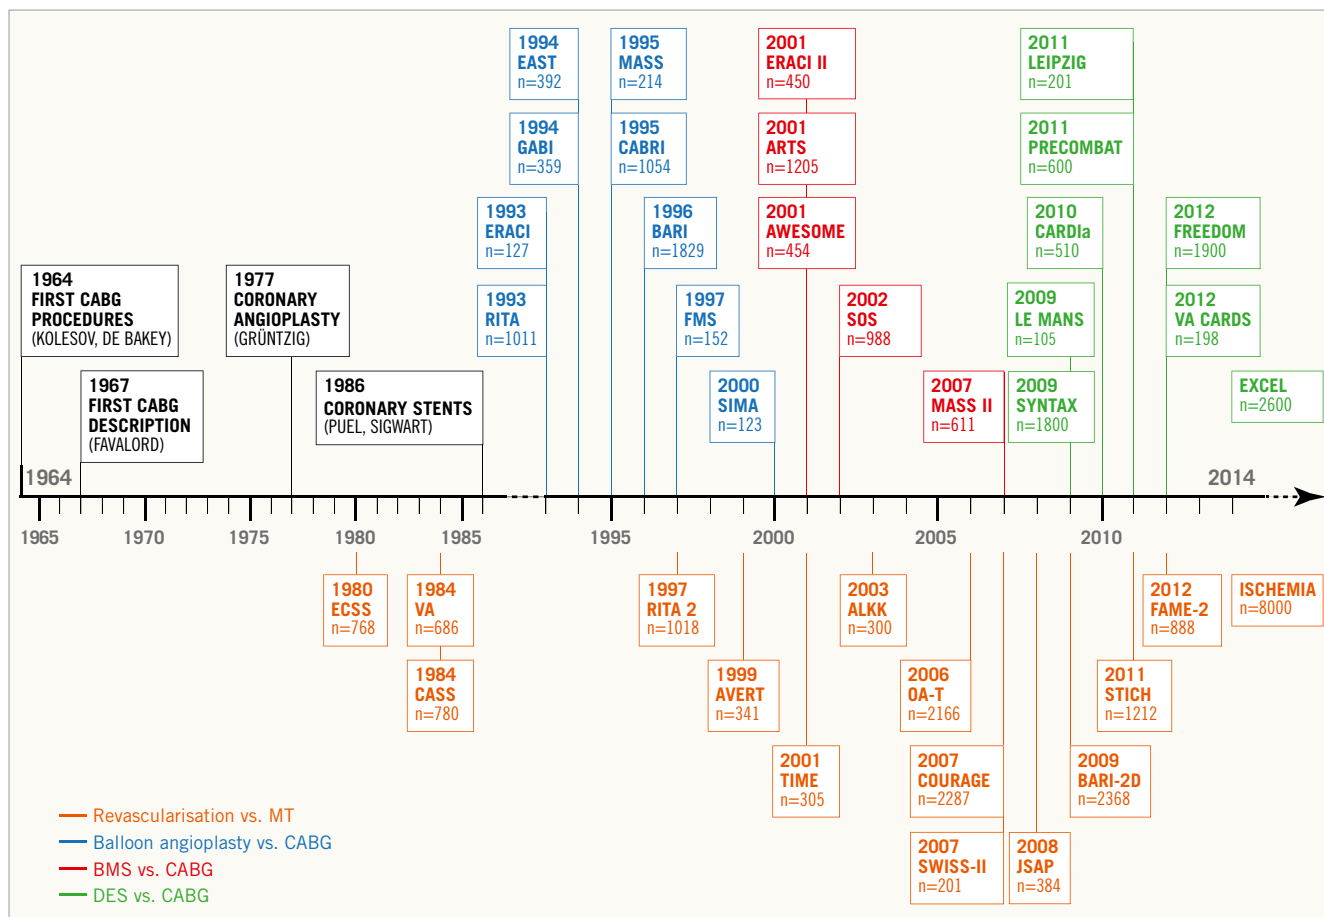 1994
EAST
n=392
1995
MASS
n=214
2001
ERACI II
n=450
2011
LEIPZIG
n=201
1994
GABI
n=359
1995
CABRI
n=1054
2001
ARTS
n=1205
2011
PRECOMBAT
n=600
1993
ERACI
n=127
1996
BARI
n=1829
2001
AWESOME
n=454
2010
CARDIa
n=510
2012
FREEDOM
n=1900
1964
FIRST CABG
PROCEDURES
(KOLESOV, DE BAKEY)
1977
CORONARY
ANGIOPLASTY
(GRÜNTZIG)
1993
RITA
n=1011
1997
FMS
n=152
2002
SOS
n=988
2009
LE MANS
n=105
2012
VA CARDS
n=198
1967
FIRST CABG
DESCRIPTION
(FAVALORD)
1986
CORONARY STENTS
(PUEL, SIGWART)
2000
SIMA
n=123
2007
MASS II
n=611
2009
SYNTAX
n=1800
EXCEL
n=2600
1964
2014
1965
1970
1975
1980
1985
1995
2000
2005
2010
1980
ECSS
n=768
1984
VA
n=686
1997
RITA 2
n=1018
2003
ALKK
n=300
2012
FAME-2
n=888
ISCHEMIA
n=8000
1984
CASS
n=780
1999
AVERT
n=341
2006
OA-T
n=2166
2011
STICH
n=1212
2001
TIME
n=305
2007
COURAGE
n=2287
2009
BARI-2D
n=2368
2007
SWISS-II
n=201
2008
JSAP
n=384
Revascularisation vs. MT
Balloon angioplasty vs. CABG
BMS vs. CABG
DES vs. CABG